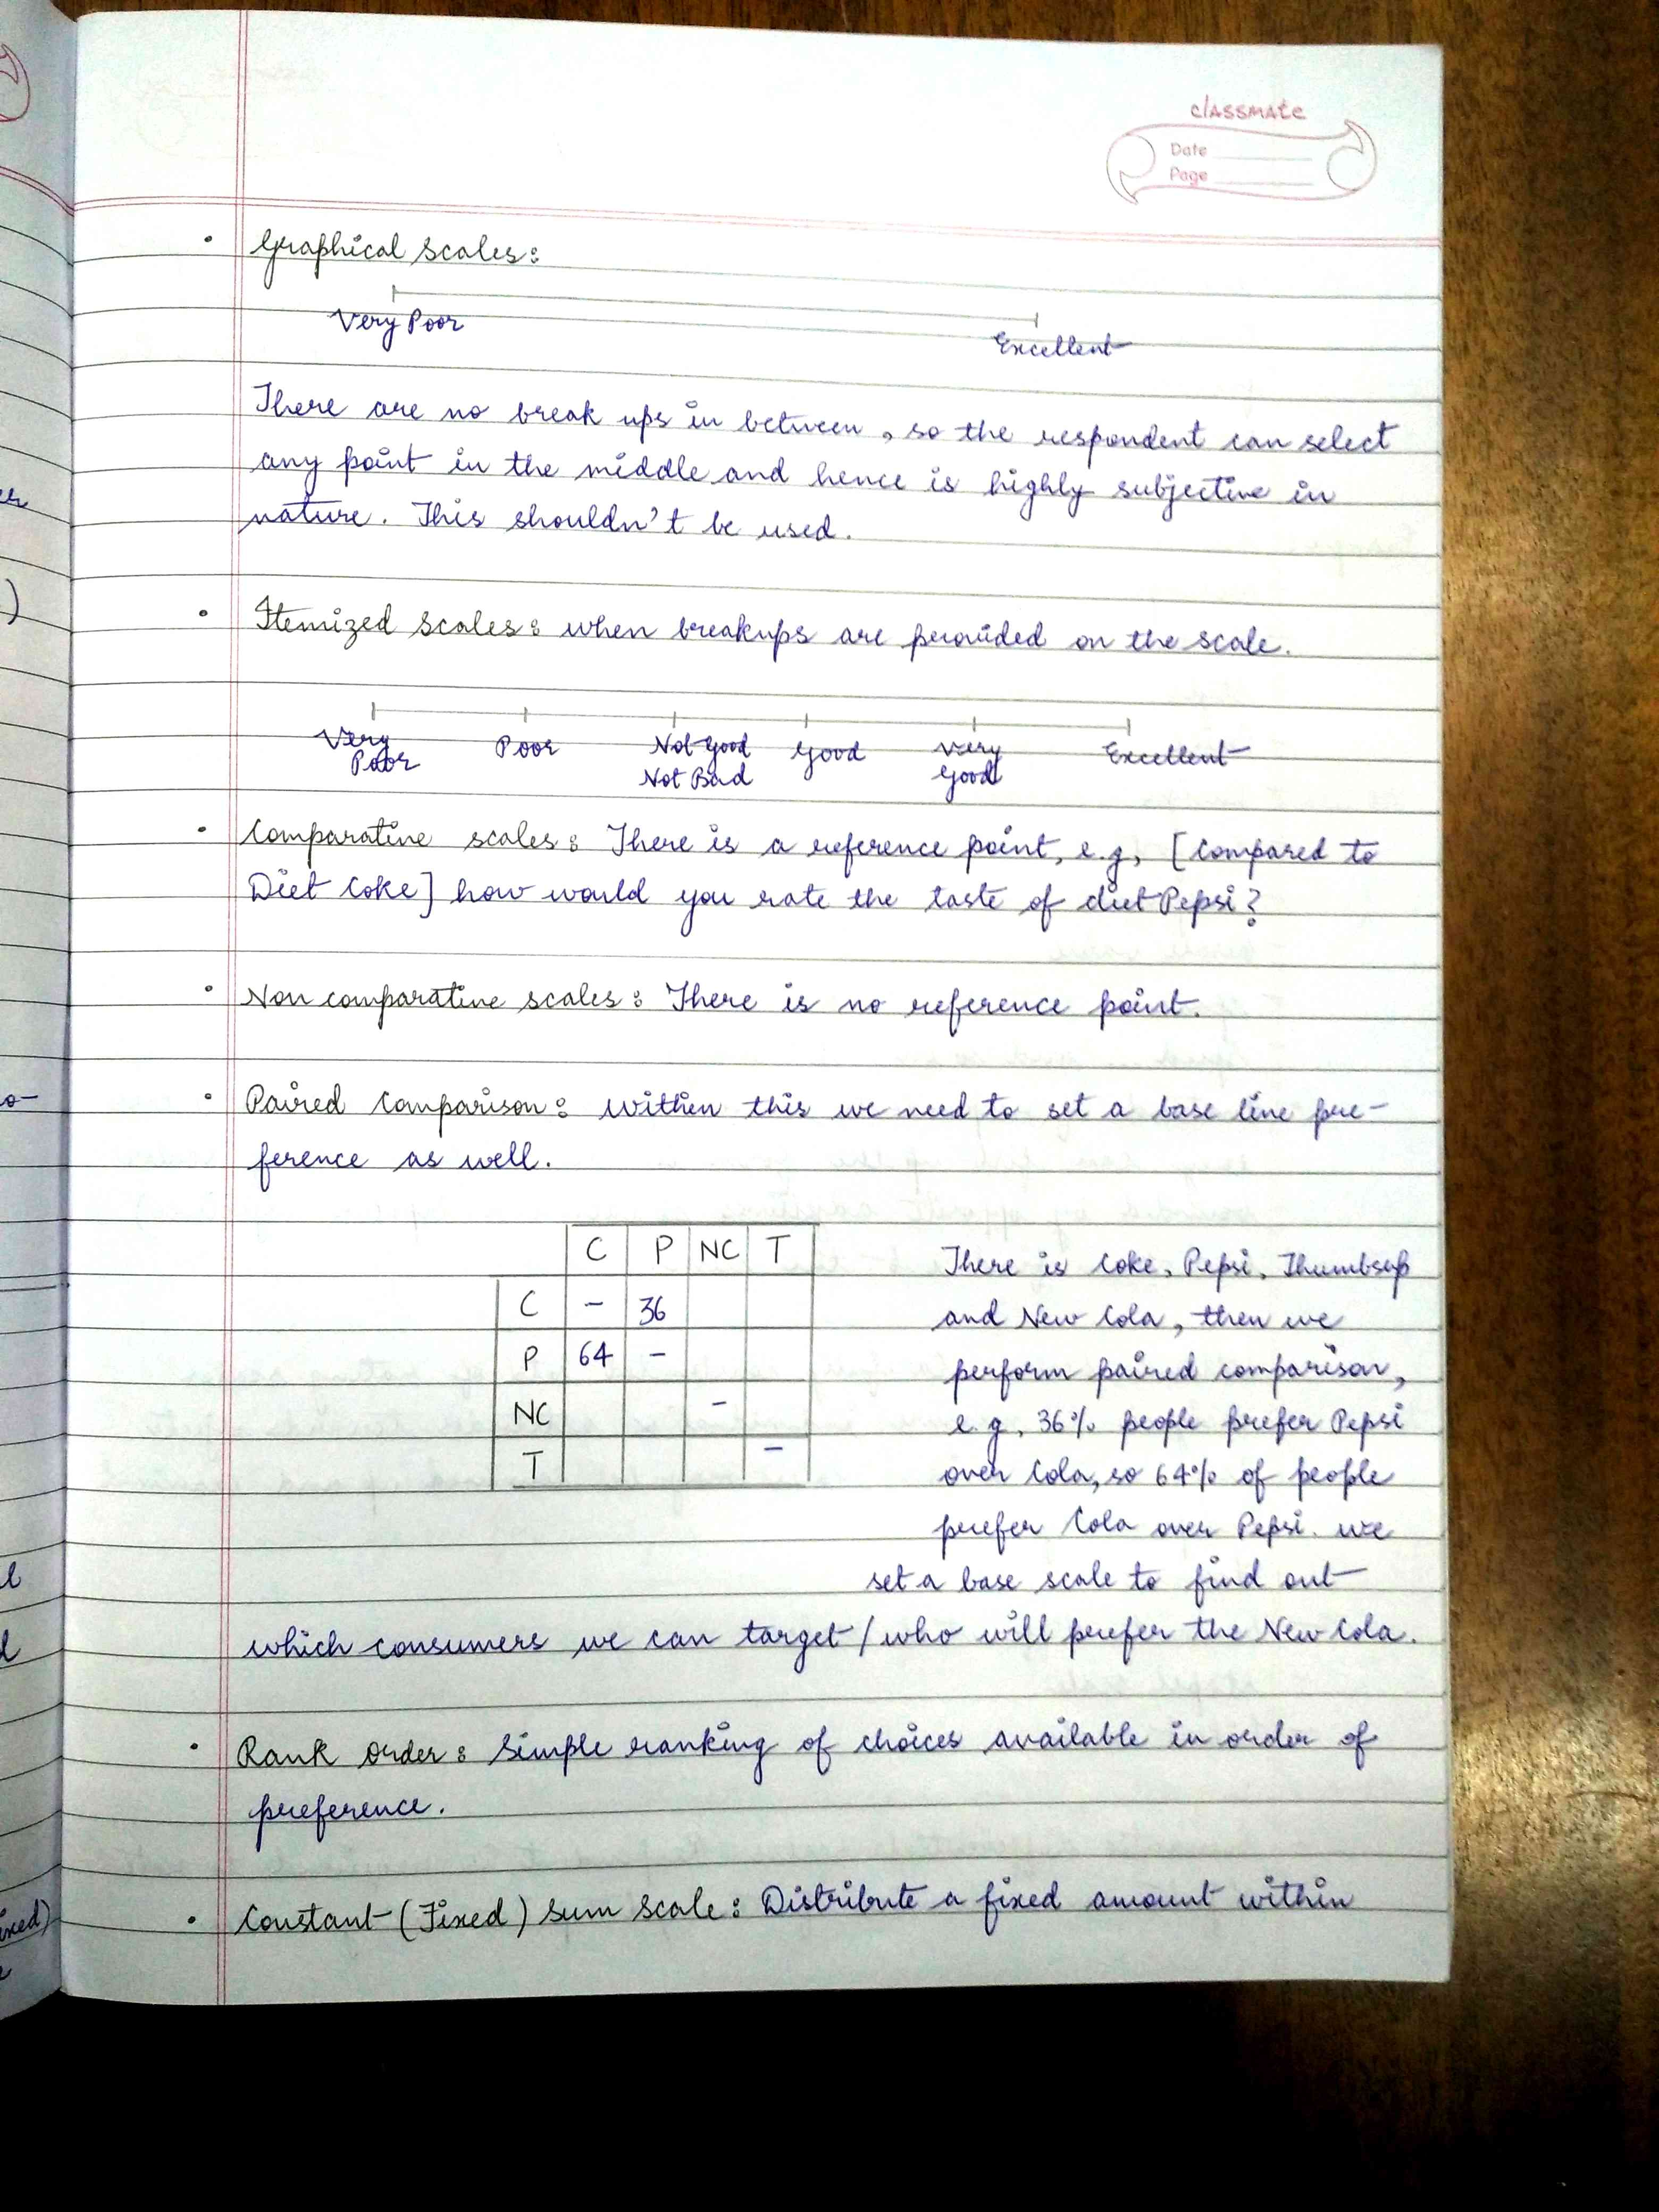 classmate
Date
Page
• Graphical scales:
Very Poor
Excellent
There are no break ups in between, so the respondent can select
any point in the middle and hence is highly subjective in
nature. This shouldn't be used.
• Itemized scales: when breakups are provided on the scale.
Very Poor
Poor
Not Good Not Bad
Good
Very Good
Excellent
• Comparative scales: There is a reference point, e.g, [Compared to
Diet Coke] how would you rate the taste of diet Pepsi?
• Non comparative scales: There is no reference point.
• Paired Comparison: within this we need to set a base line pre-
ference as well.
C P NC T
C - 36
P 64 -
NC -
T -
There is Coke, Pepsi, Thumbsup
and New Cola, then we
perform paired comparison,
e.g, 36% people prefer Pepsi
over Cola, so 64% of people
prefer Cola over Pepsi. we
set a base scale to find out
which consumers we can target / who will prefer the New Cola.
• Rank Order: Simple ranking of choices available in order of
preference.
• Constant (Fixed) Sum Scale: Distribute a fixed amount within